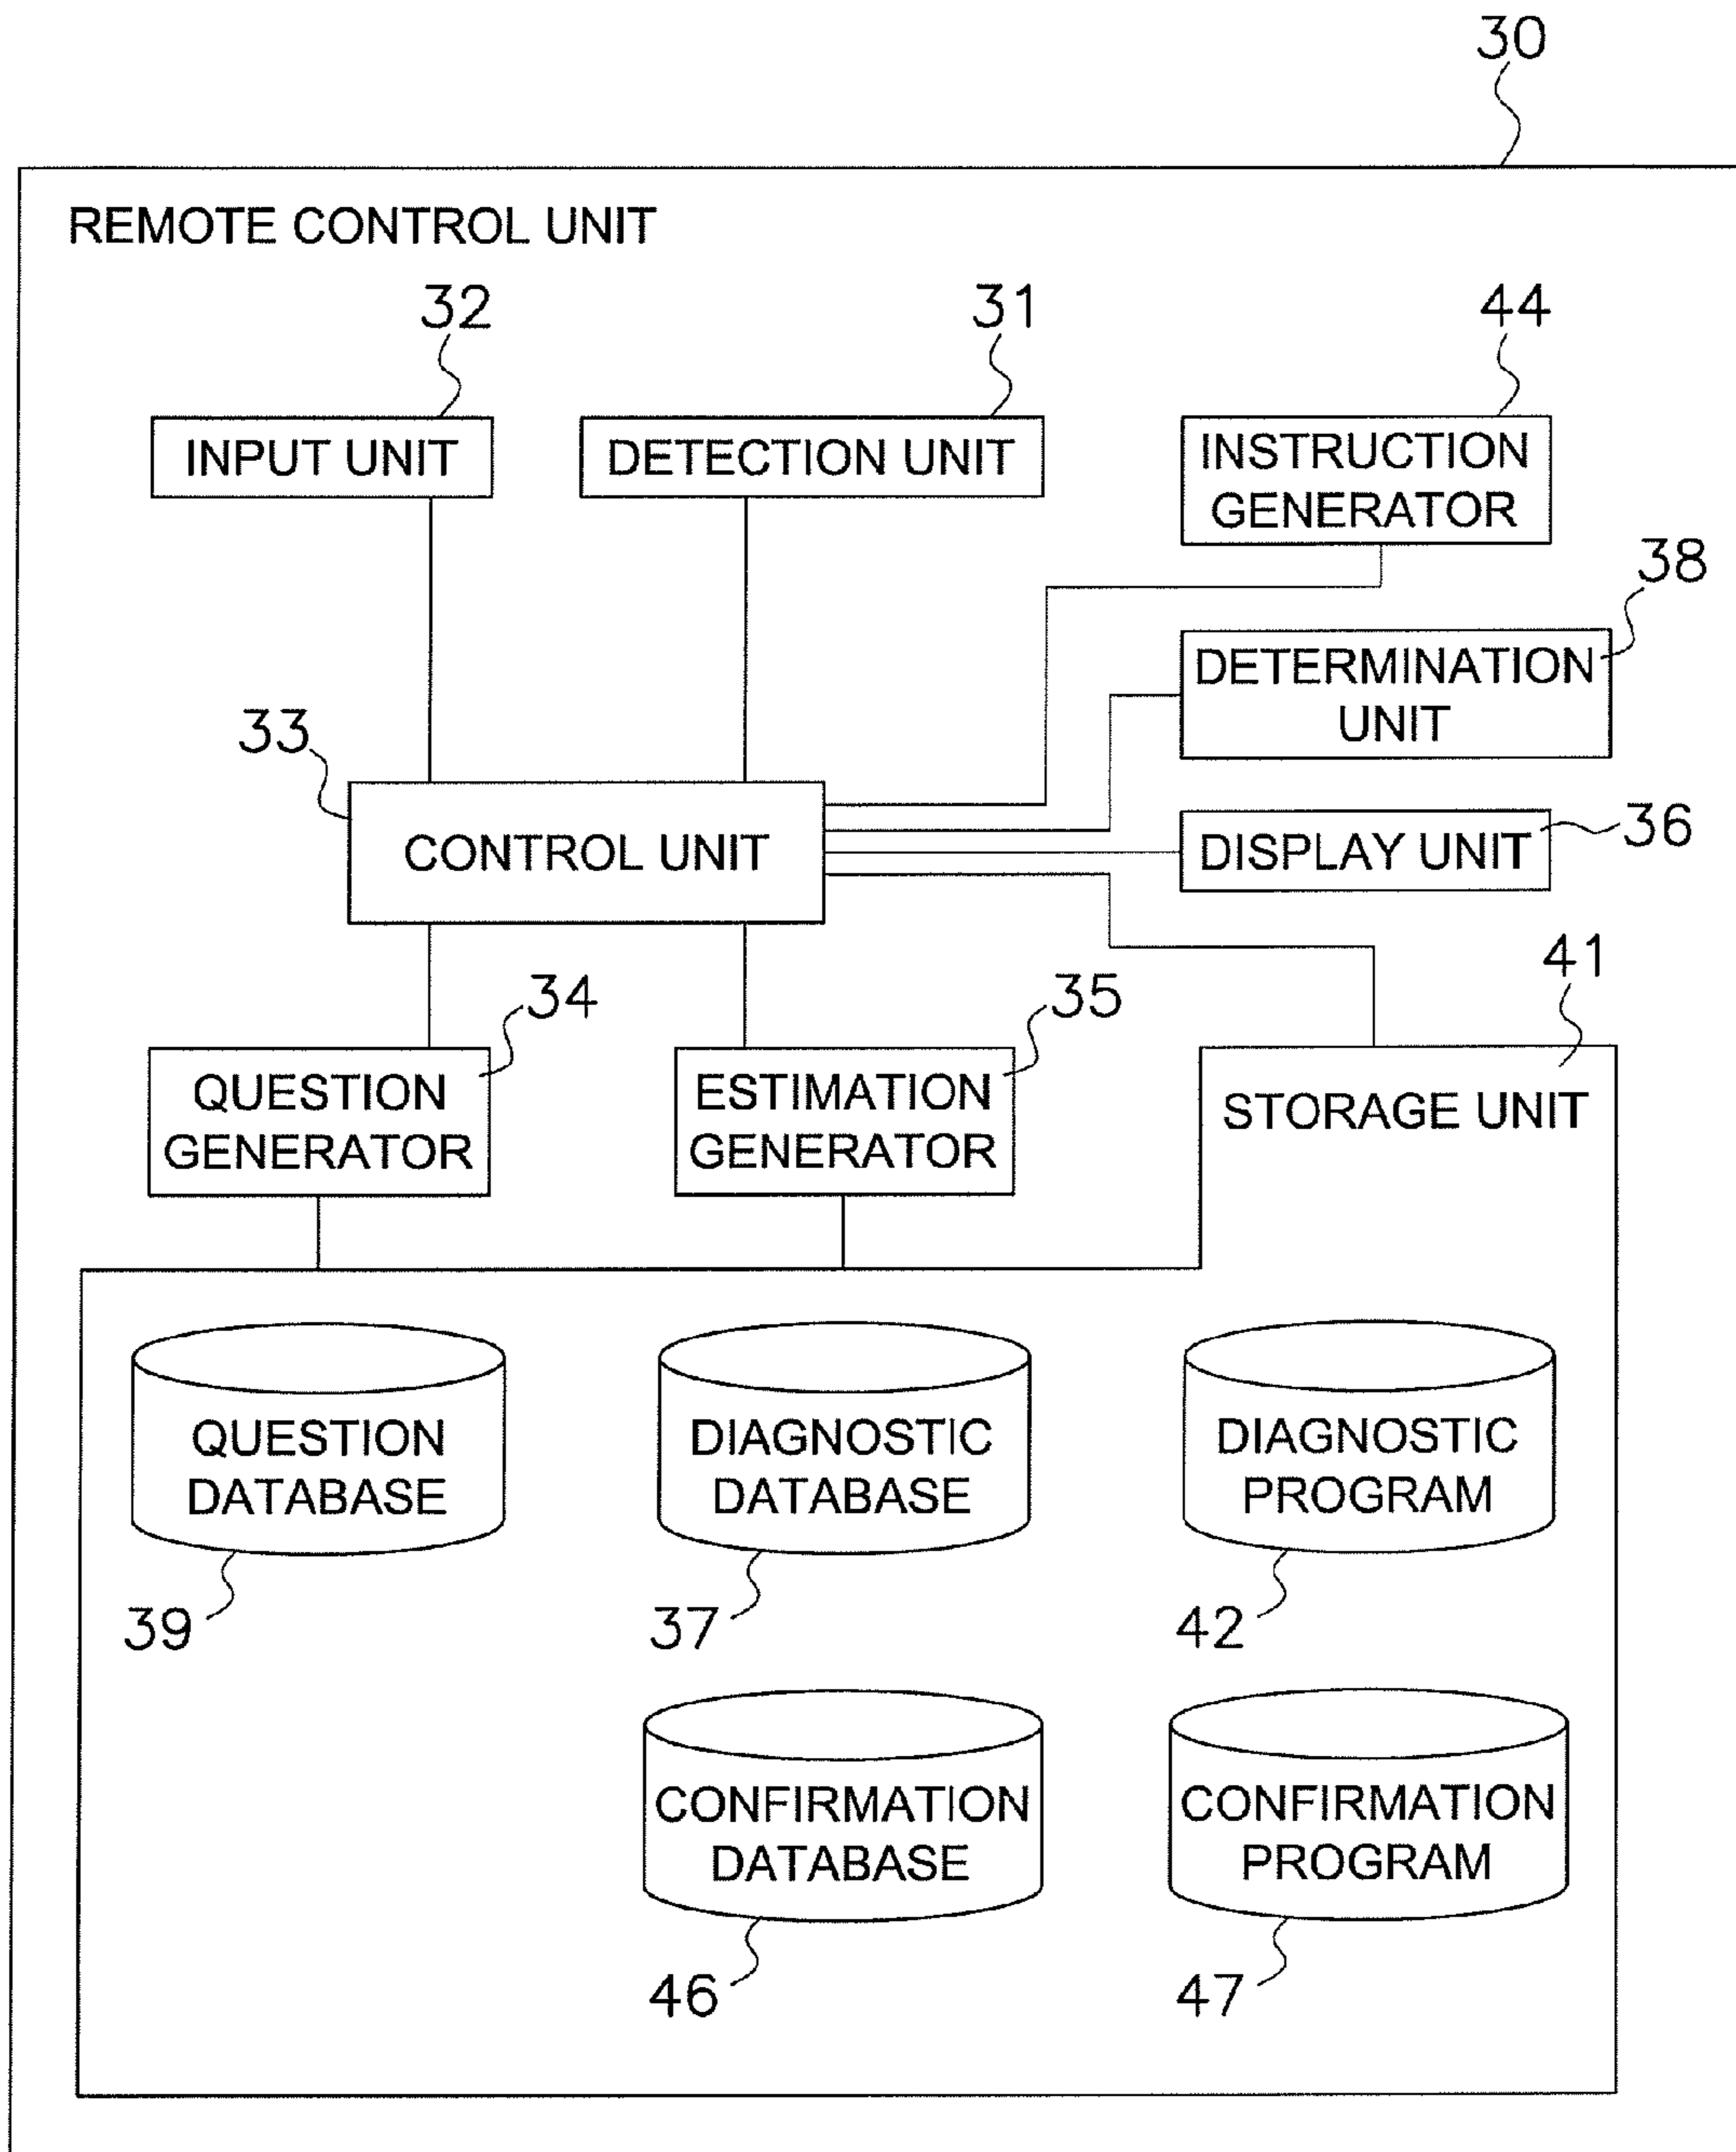 30
REMOTE CONTROL UNIT
32
31
44
INPUT UNIT
DETECTION UNIT
INSTRUCTION
GENERATOR
38
DETERMINATION
UNIT
33
CONTROL UNIT
DISPLAY UNIT
36
34
35
41
QUESTION
GENERATOR
ESTIMATION
GENERATOR
STORAGE UNIT
QUESTION
DATABASE
DIAGNOSTIC
DATABASE
DIAGNOSTIC
PROGRAM
39
37
42
CONFIRMATION
DATABASE
CONFIRMATION
PROGRAM
46
47